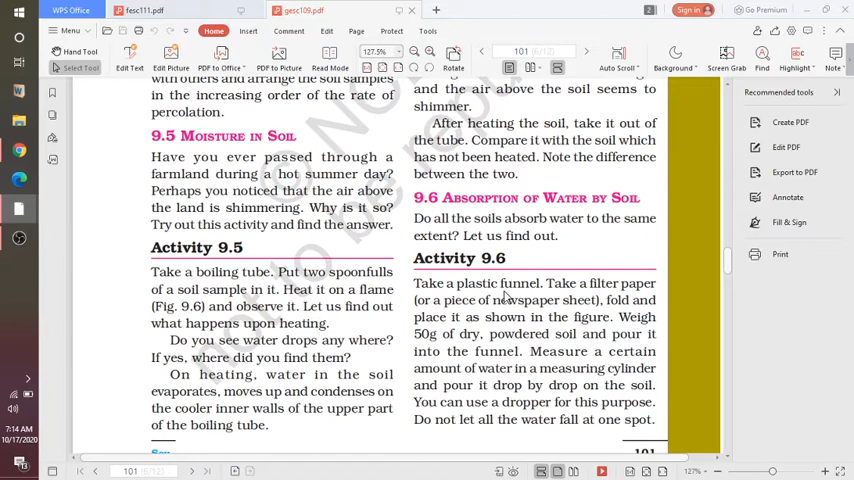 WPS Office
fesc111.pdf
gesc109.pdf
2
Sign in
Go Premium
Menu
Home
Insert
Comment
Edit
Page
Protect
Tools
Hand Tool
Select Tool
Edit Text
Edit PDF
PDF to Office
PDF to Picture
Read Mode
127.5%
Rotate
101 (6/12)
Auto Scroll
Background
Screen Grab
Find
Highlight
Note
with others and arrange the soil samples
in the increasing order of the rate of
percolation.
9.5 MOISTURE IN SOIL
Have you ever passed through a
farmland during a hot summer day?
Perhaps you noticed that the air above
the land is shimmering. Why is it so?
Try out this activity and find the answer.
Activity 9.5
Take a boiling tube. Put two spoonfulls
of a soil sample in it. Heat it on a flame
(Fig. 9.6) and observe it. Let us find out
what happens upon heating.
Do you see water drops any where?
If yes, where did you find them?
On heating, water in the soil
evaporates, moves up and condenses on
the cooler inner walls of the upper part
of the boiling tube.
and the air above the soil seems to
shimmer.
After heating the soil, take it out of
the tube. Compare it with the soil which
has not been heated. Note the difference
between the two.
9.6 ABSORPTION OF WATER BY SOIL
Do all the soils absorb water to the same
extent? Let us find out.
Activity 9.6
Take a plastic funnel. Take a filter paper
(or a piece of newspaper sheet), fold and
place it as shown in the figure. Weigh
50g of dry, powdered soil and pour it
into the funnel. Measure a certain
amount of water in a measuring cylinder
and pour it drop by drop on the soil.
You can use a dropper for this purpose.
Do not let all the water fall at one spot.
SOIL
101
not to be rep
Recommended tools
Create PDF
Edit PDF
Export to PDF
Annotate
Fill & Sign
Print
7:14 AM
10/17/2020
13
101 (6/12)
127%